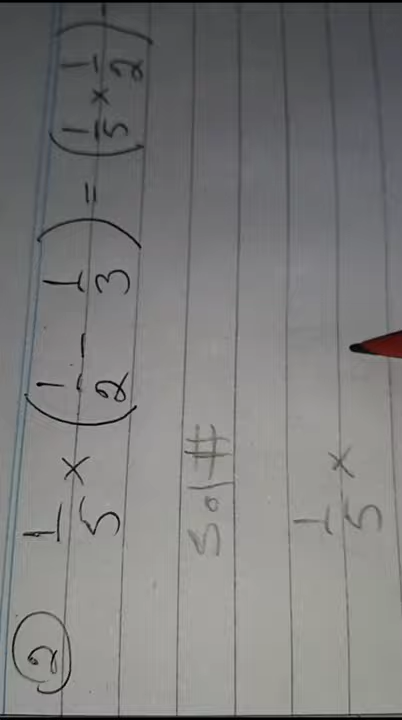 (2) 1/5 × (1/2 - 1/3) = (1/5 × 1/2) -
Sol#
1/5 ×